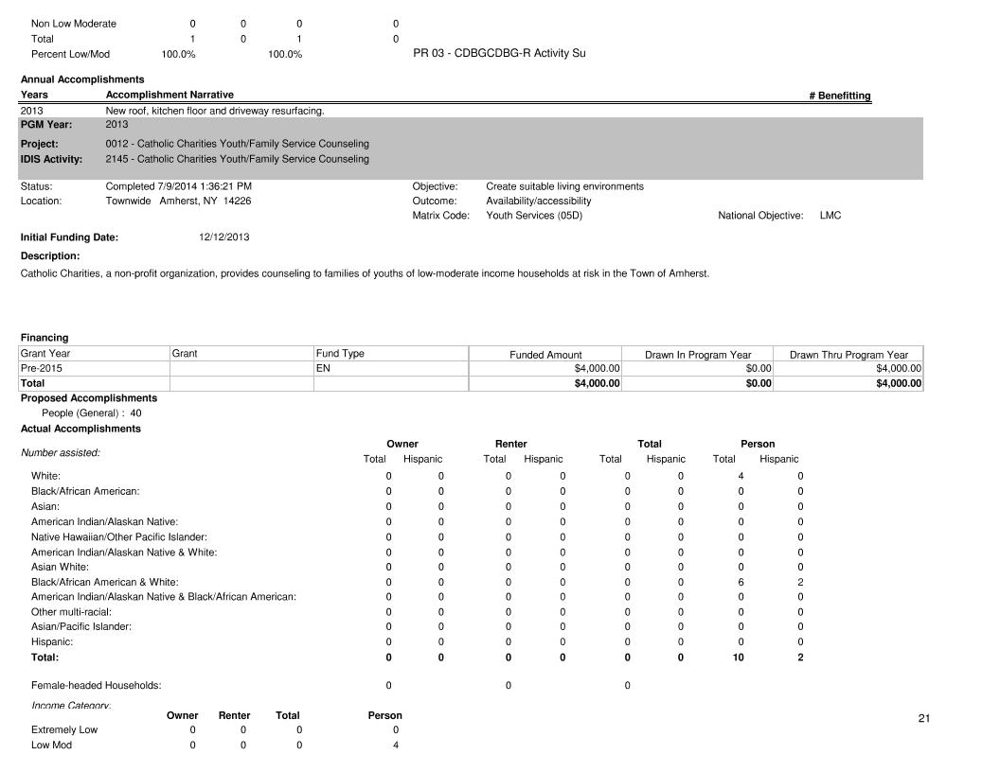 Non Low Moderate 0 0 0 0
Total 1 0 1 0
Percent Low/Mod 100.0% 100.0% PR 03 - CDBGCDBG-R Activity Su
Annual Accomplishments
Years Accomplishment Narrative # Benefitting
2013 New roof, kitchen floor and driveway resurfacing.
PGM Year: 2013
Project: 0012 - Catholic Charities Youth/Family Service Counseling
IDIS Activity: 2145 - Catholic Charities Youth/Family Service Counseling
Status: Completed 7/9/2014 1:36:21 PM Objective: Create suitable living environments
Location: Townwide Amherst, NY 14226 Outcome: Availability/accessibility
Matrix Code: Youth Services (05D) National Objective: LMC
Initial Funding Date: 12/12/2013
Description:
Catholic Charities, a non-profit organization, provides counseling to families of youths of low-moderate income households at risk in the Town of Amherst.
Financing
Grant Year Grant Fund Type Funded Amount Drawn In Program Year Drawn Thru Program Year
Pre-2015 EN $4,000.00 $0.00 $4,000.00
Total $4,000.00 $0.00 $4,000.00
Proposed Accomplishments
People (General) : 40
Actual Accomplishments
Number assisted: Owner Renter Total Person
Total Hispanic Total Hispanic Total Hispanic Total Hispanic
White: 0 0 0 0 0 0 4 0
Black/African American: 0 0 0 0 0 0 0 0
Asian: 0 0 0 0 0 0 0 0
American Indian/Alaskan Native: 0 0 0 0 0 0 0 0
Native Hawaiian/Other Pacific Islander: 0 0 0 0 0 0 0 0
American Indian/Alaskan Native & White: 0 0 0 0 0 0 0 0
Asian White: 0 0 0 0 0 0 0 0
Black/African American & White: 0 0 0 0 0 0 6 2
American Indian/Alaskan Native & Black/African American: 0 0 0 0 0 0 0 0
Other multi-racial: 0 0 0 0 0 0 0 0
Asian/Pacific Islander: 0 0 0 0 0 0 0 0
Hispanic: 0 0 0 0 0 0 0 0
Total: 0 0 0 0 0 0 10 2
Female-headed Households: 0 0 0
Income Category:
Owner Renter Total Person
21
Extremely Low 0 0 0 0
Low Mod 0 0 0 4